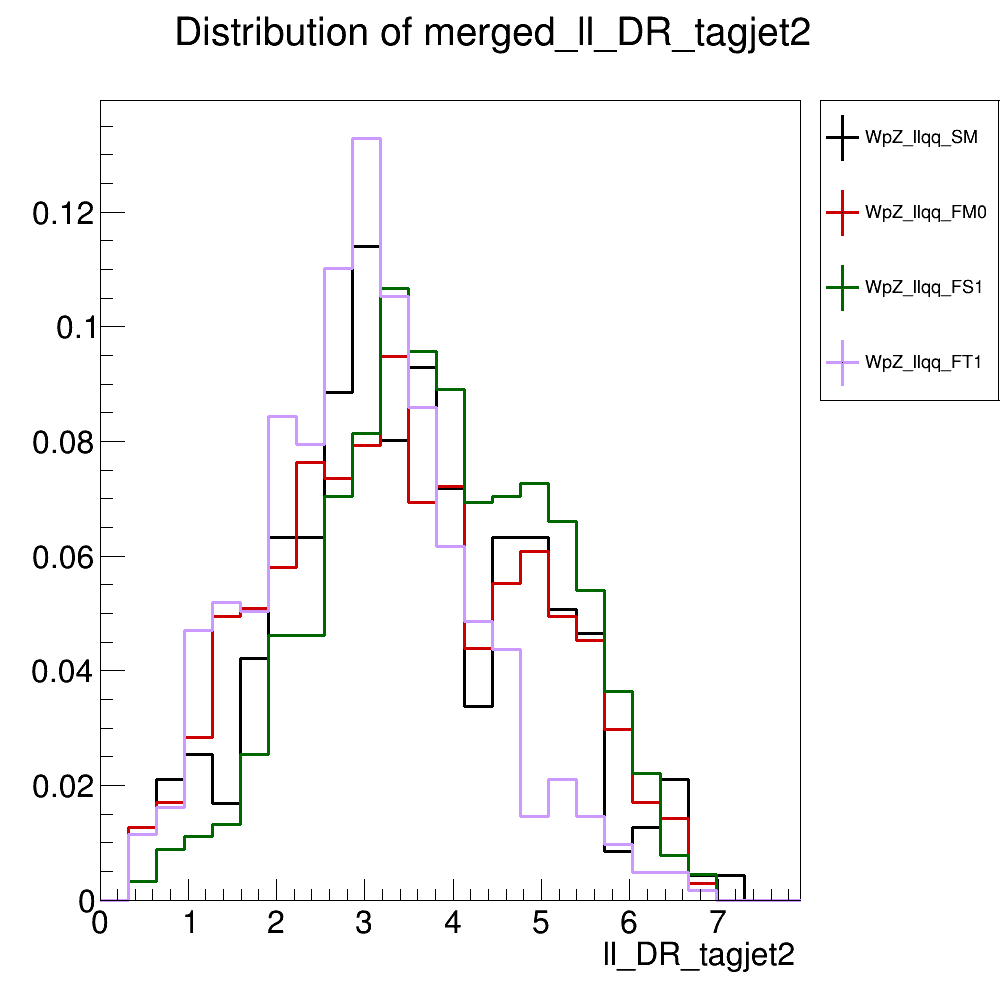 Distribution of merged_ll_DR_tagjet2
WpZ_llqq_SM
WpZ_llqq_FM0
WpZ_llqq_FS1
WpZ_llqq_FT1
0.12
0.1
0.08
0.06
0.04
0.02
0
0 1 2 3 4 5 6 7
ll_DR_tagjet2